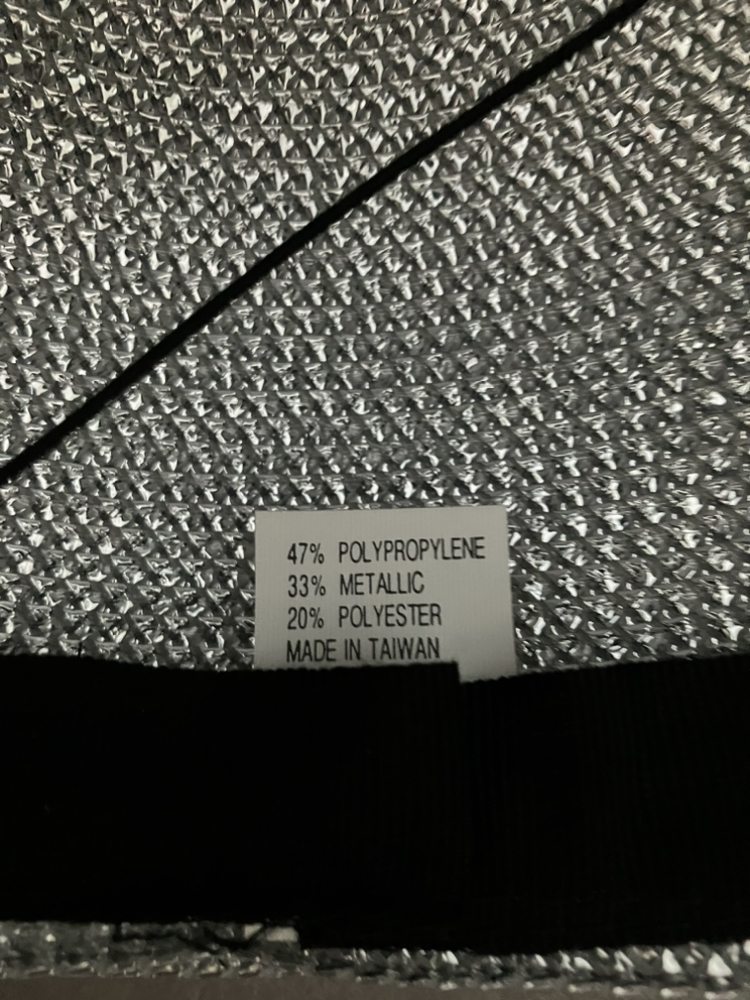 47% POLYPROPYLENE
33% METALLIC
20% POLYESTER
MADE IN TAIWAN